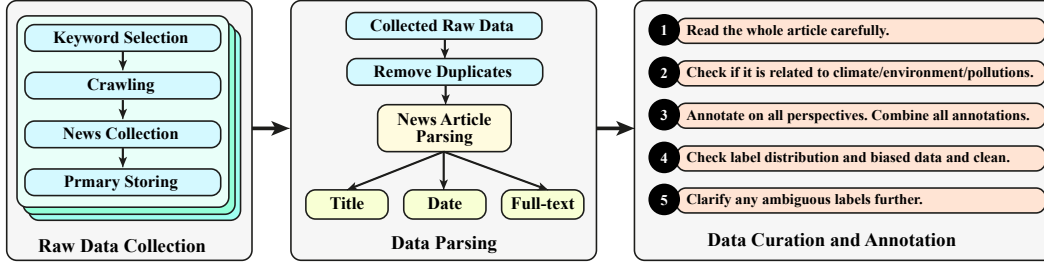 Keyword Selection
Crawling
News Collection
Prmary Storing
Raw Data Collection
Collected Raw Data
Remove Duplicates
News Article
Parsing
Title
Date
Full-text
Data Parsing
1 Read the whole article carefully.
2 Check if it is related to climate/environment/pollutions.
3 Annotate on all perspectives. Combine all annotations.
4 Check label distribution and biased data and clean.
5 Clarify any ambiguous labels further.
Data Curation and Annotation